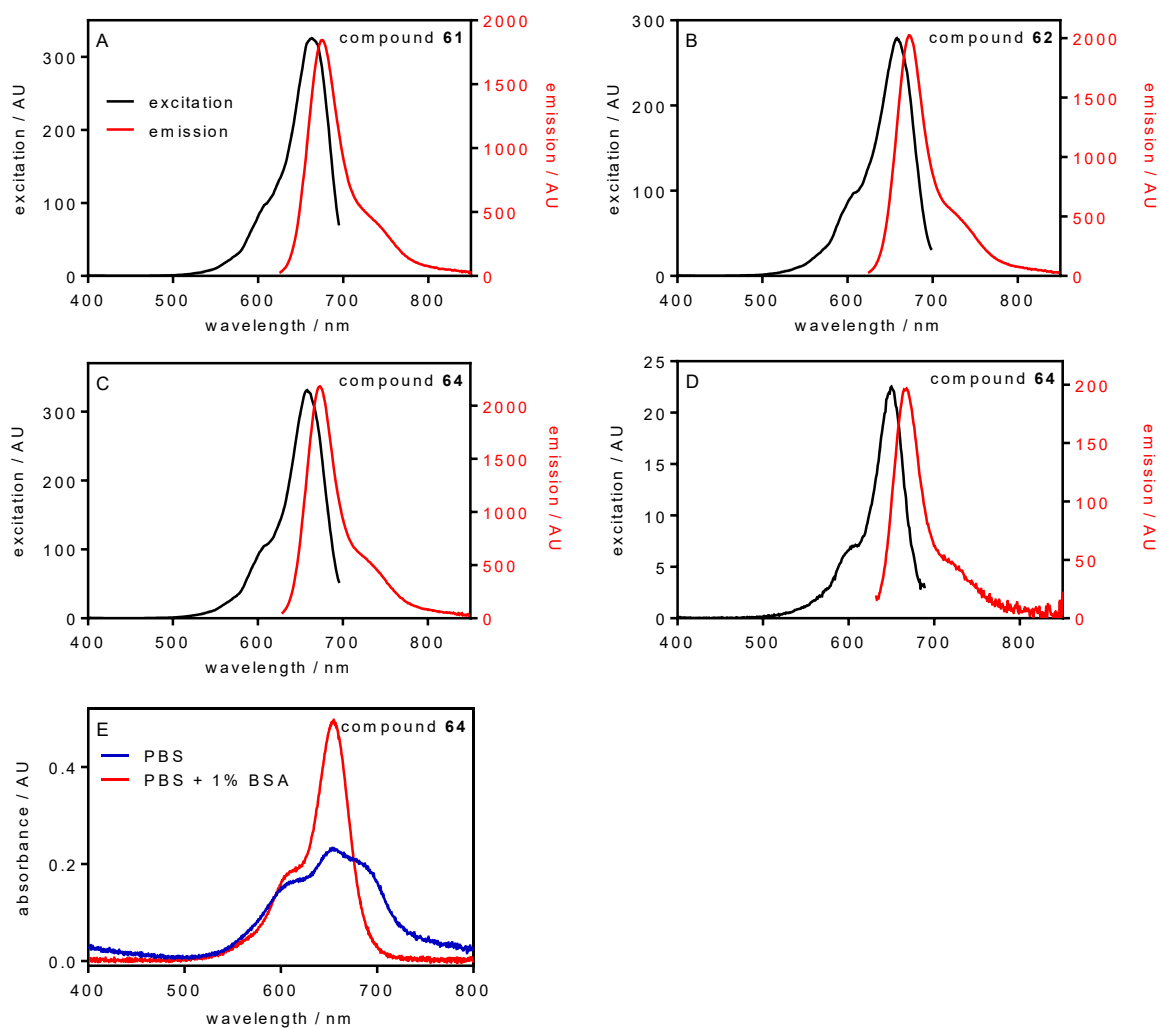 A
compound 61
excitation
emission
300
200
100
0
2000
1500
1000
500
0
400 500 600 700 800
excitation / AU
emission / AU
wavelength / nm
B
compound 62
300
200
100
0
2000
1500
1000
500
0
400 500 600 700 800
excitation / AU
emission / AU
wavelength / nm
C
compound 64
300
200
100
0
2000
1500
1000
500
0
400 500 600 700 800
excitation / AU
emission / AU
wavelength / nm
D
compound 64
25
20
15
10
5
0
200
150
100
50
0
400 500 600 700 800
excitation / AU
emission / AU
wavelength / nm
E
compound 64
PBS
PBS + 1% BSA
0.4
0.2
0.0
400 500 600 700 800
absorbance / AU
wavelength / nm